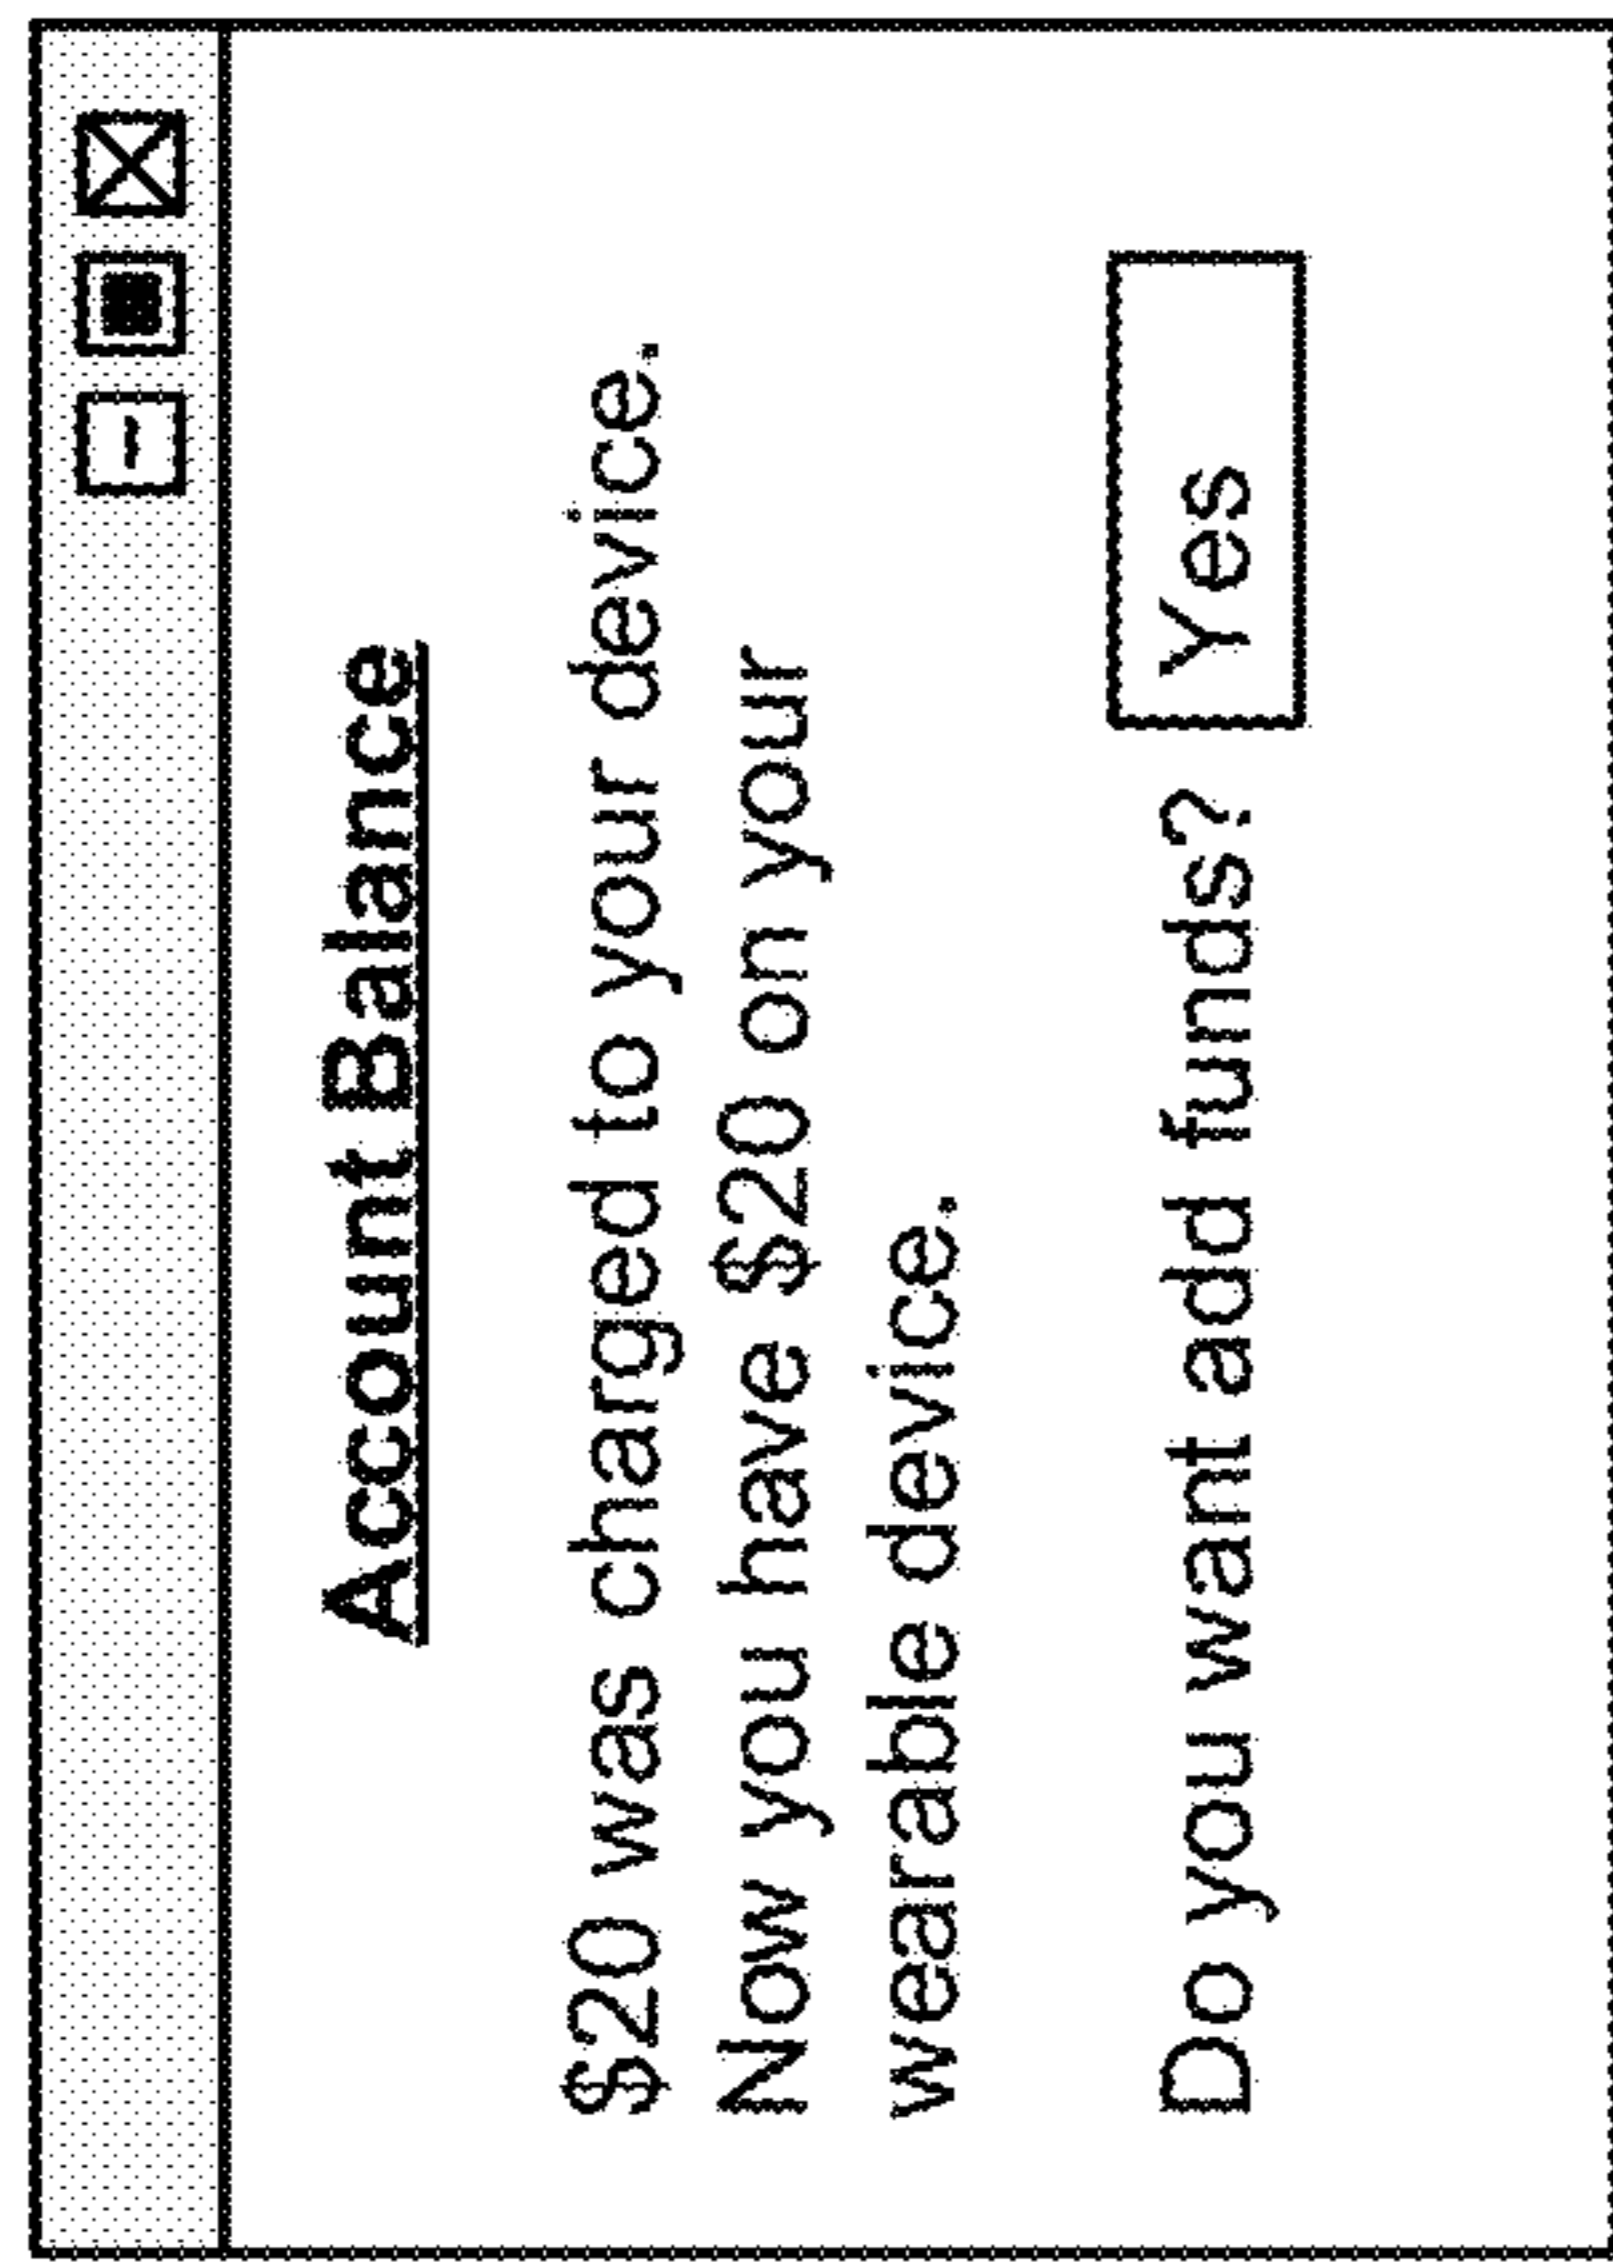 Account Balance
$20 was charged to your device.
Now you have $20 on your
wearable device.
Do you want add funds? Yes